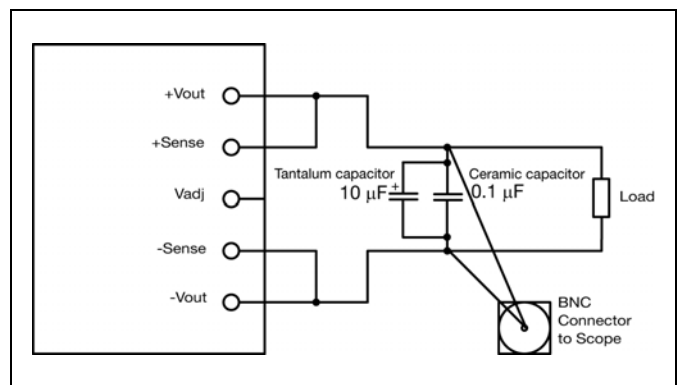 +Vout
+Sense
Vadj
-Sense
-Vout
Tantalum capacitor
10 μF+
Ceramic capacitor
0.1 μF
Load
BNC
Connector
to Scope